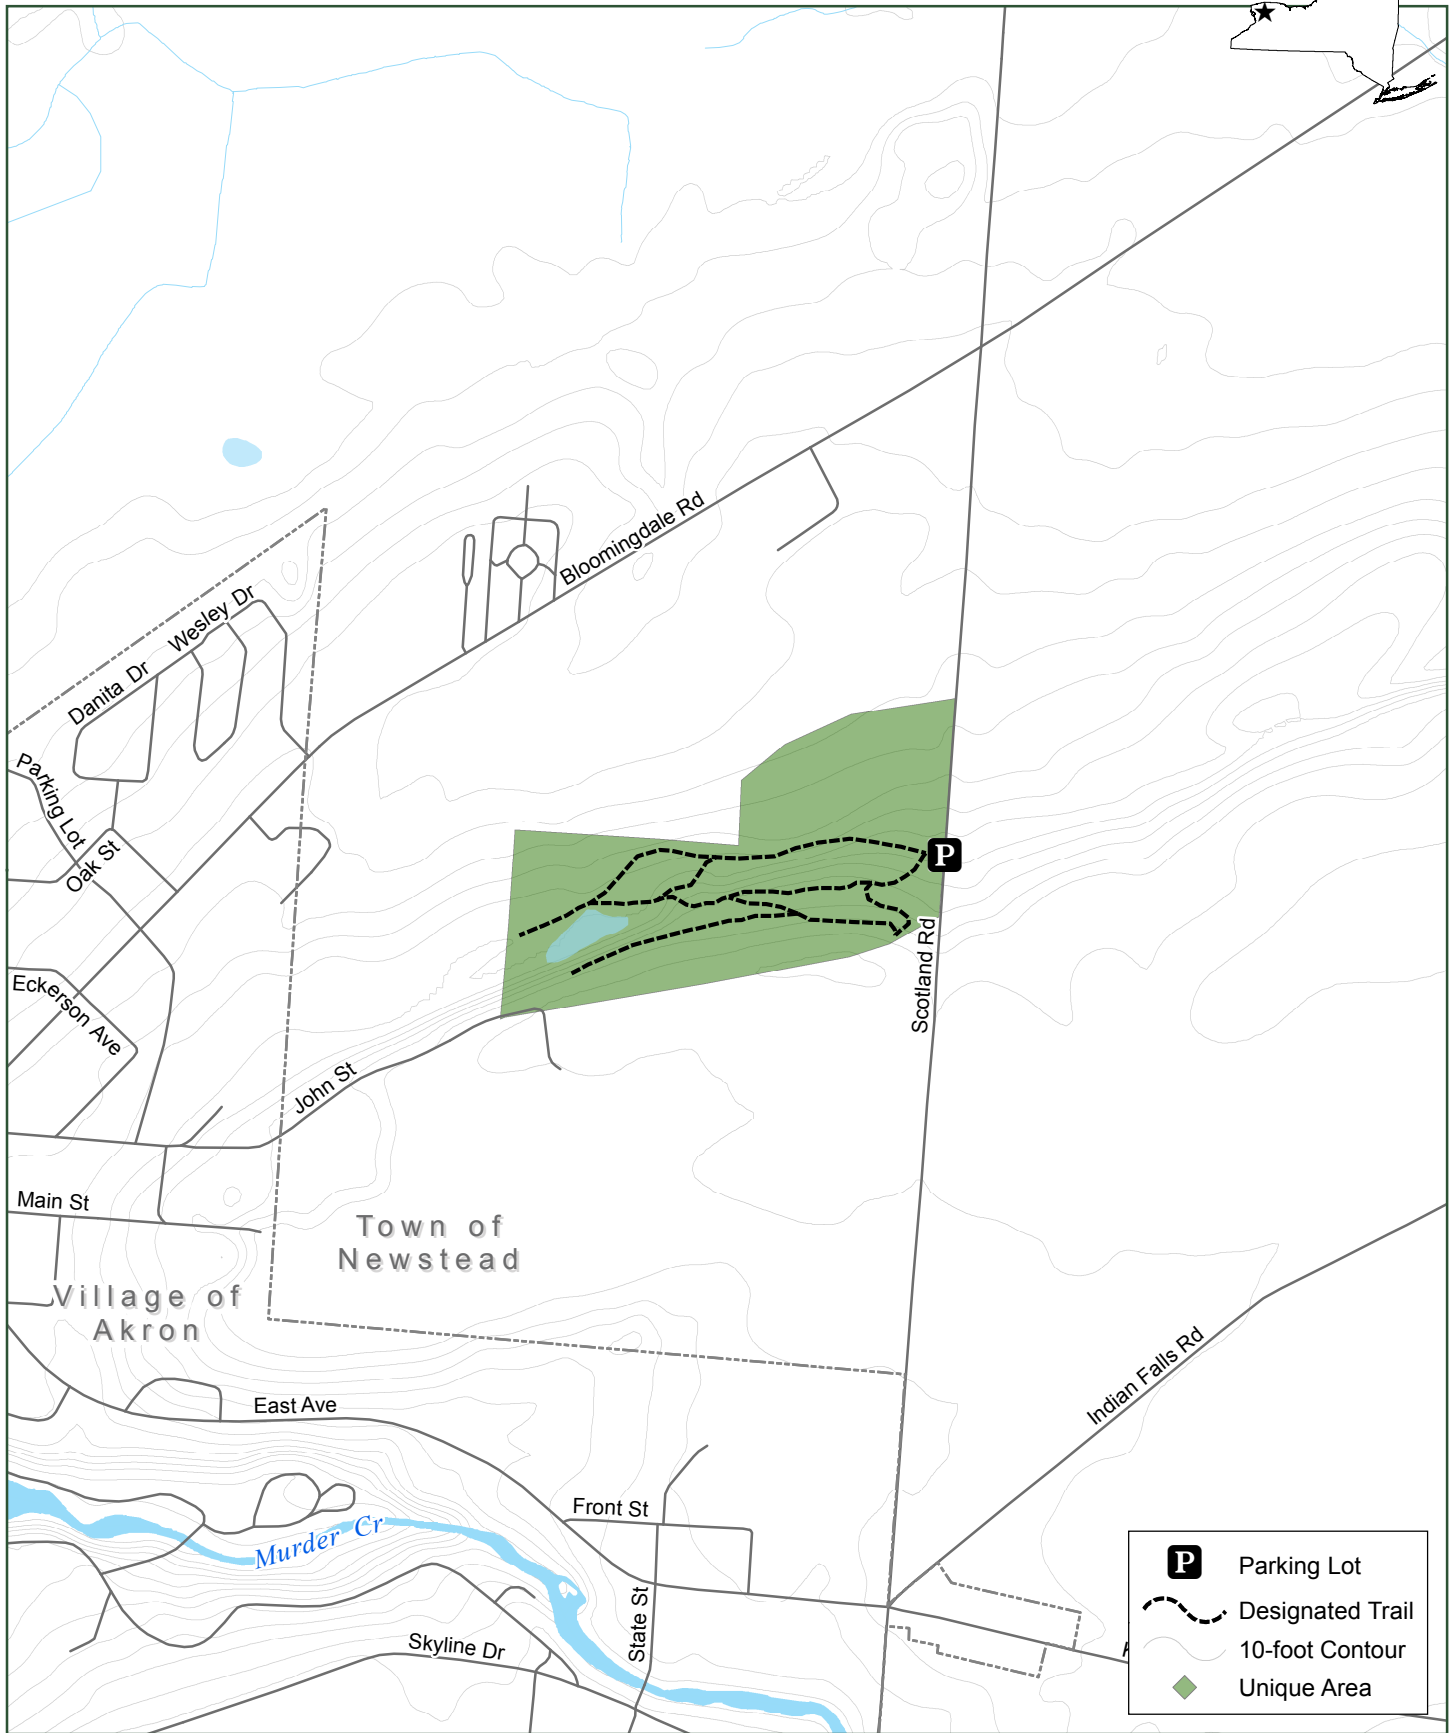 Bloomingdale Rd
Wesley Dr
Danita Dr
Parking Lot
Oak St
P
Scotland Rd
Eckerson Ave
John St
Main St
Town of
Newstead
Village of
Akron
Indian Falls Rd
East Ave
Front St
Murder Cr
State St
Skyline Dr
P Parking Lot
Designated Trail
10-foot Contour
Unique Area